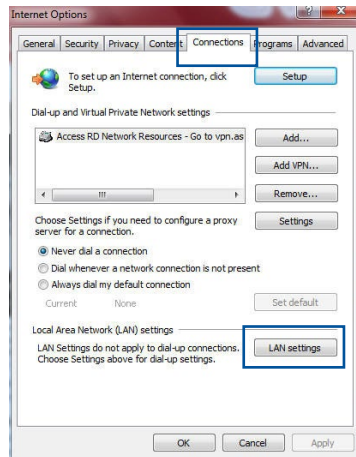 Internet Options
General Security Privacy Content Connections Programs Advanced
To set up an Internet connection, click Setup.
Setup
Dial-up and Virtual Private Network settings
Access RD Network Resources - Go to vpn.as
Add...
Add VPN...
Remove...
Choose Settings if you need to configure a proxy
server for a connection.
Settings
Never dial a connection
Dial whenever a network connection is not present
Always dial my default connection
Current None
Set default
Local Area Network (LAN) settings
LAN Settings do not apply to dial-up connections.
Choose Settings above for dial-up settings.
LAN settings
OK Cancel Apply